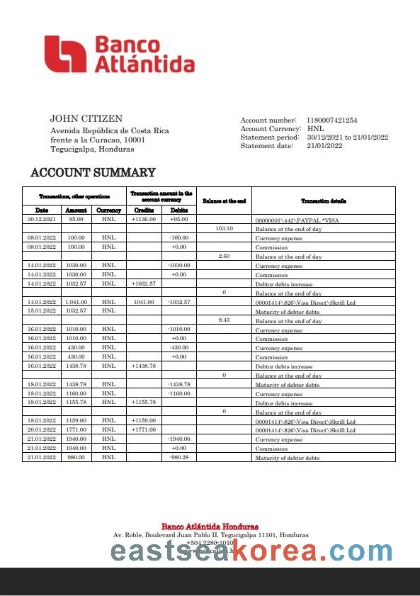 Banco
Atlántida
JOHN CITIZEN
Avenida República de Costa Rica
frente a la Curacao, 10001
Tegucigalpa, Honduras
Account number: 1180007421254
Account Currency: HNL
Statement period: 30/12/2021 to 21/01/2022
Statement date: 21/01/2022
ACCOUNT SUMMARY
Transactions, other operations Transaction amount in the account currency Balance at the end Transaction details
Date Amount Currency Credits Debits
30.12.2021 95.00 HNL +1136.00 +95.00 00000001\442\PAYPAL *VISA
103.10 Balance at the end of day
08.01.2022 100.00 HNL -100.00 Currency expense
08.01.2022 100.00 HNL +0.00 Commission
2.60 Balance at the end of day
14.01.2022 1030.00 HNL -1030.00 Currency expense
14.01.2022 1030.00 HNL +0.00 Commission
14.01.2022 1032.57 HNL +1032.57 Debtor debts increase
0 Balance at the end of day
14.01.2022 1.041.00 HNL 1041.00 -1032.57 00001414\826\Visa Direct\Skrill Ltd
15.01.2022 1032.57 HNL Maturity of debtor debts
8.43 Balance at the end of day
16.01.2022 1010.00 HNL -1010.00 Currency expense
16.01.2022 1010.00 HNL +0.00 Commission
16.01.2022 430.00 HNL -430.00 Currency expense
16.01.2022 430.00 HNL +0.00 Commission
16.01.2022 1438.78 HNL +1438.78 Debtor debts increase
0 Balance at the end of day
18.01.2022 1438.78 HNL -1438.78 Maturity of debtor debts
18.01.2022 1160.00 HNL -1160.00 Currency expense
18.01.2022 1155.78 HNL +1155.78 Debtor debts increase
0 Balance at the end of day
18.01.2022 1159.00 HNL +1159.00 00001414\826\Visa Direct\Skrill Ltd
20.01.2022 1771.00 HNL +1771.00 00001414\826\Visa Direct\Skrill Ltd
21.01.2022 1940.00 HNL -1940.00 Currency expense
21.01.2022 1940.00 HNL +0.00 Commission
21.01.2022 980.00 HNL -980.28 Maturity of debtor debts
Banco Atlántida Honduras
Av. Roble, Boulevard Juan Pablo II, Tegucigalpa 11101, Honduras
+504 2280-1010
eastseakorea.com